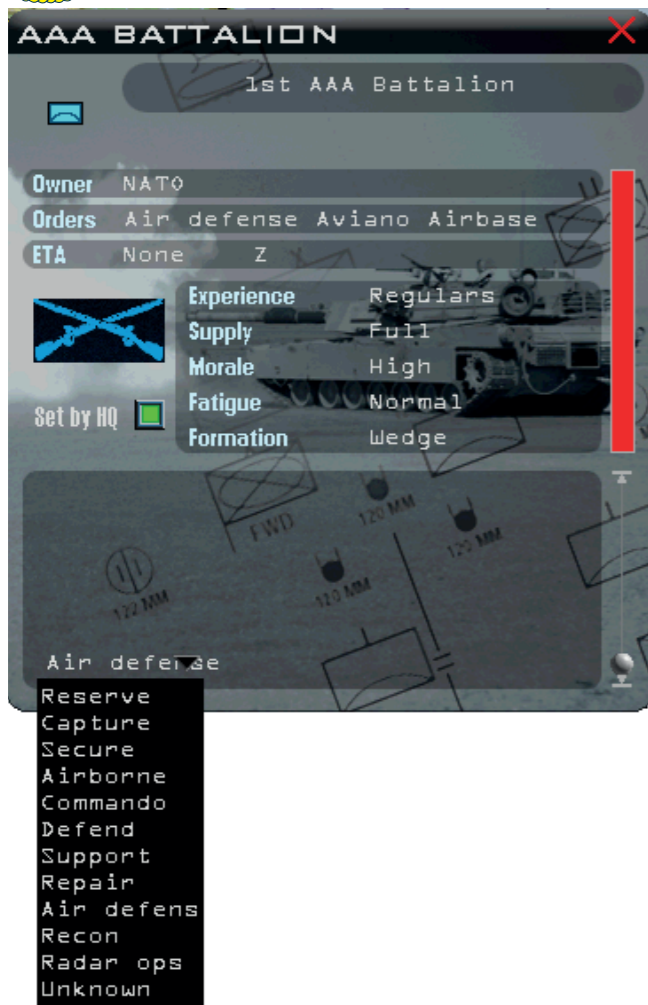 AAA BATTALION
1st AAA Battalion
Owner NATO
Orders Air defense Aviano Airbase
ETA None Z
Experience Regulars
Supply Full
Morale High
Fatigue Normal
Formation Wedge
Set by HQ
FWD
120 MM
120 MM
122 MM
120 MM
Air defense
Reserve
Capture
Secure
Airborne
Commando
Defend
Support
Repair
Air defens
Recon
Radar ops
Unknown